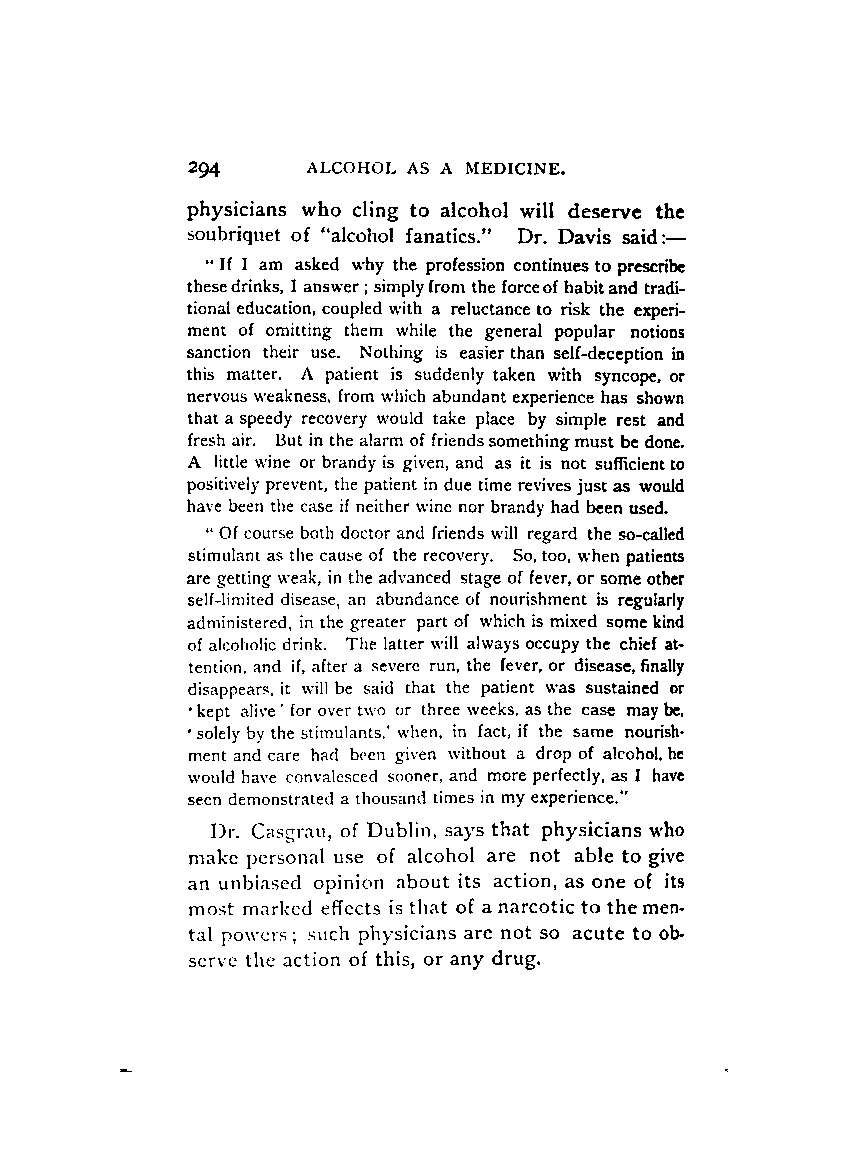 294 ALCOHOL AS A MEDICINE.
physicians who cling to alcohol will deserve the
soubriquet of "alcohol fanatics." Dr. Davis said:—
" If I am asked why the profession continues to prescribe
these drinks, I answer ; simply from the force of habit and tradi-
tional education, coupled with a reluctance to risk the experi-
ment of omitting them while the general popular notions
sanction their use. Nothing is easier than self-deception in
this matter. A patient is suddenly taken with syncope, or
nervous weakness, from which abundant experience has shown
that a speedy recovery would take place by simple rest and
fresh air. But in the alarm of friends something must be done.
A little wine or brandy is given, and as it is not sufficient to
positively prevent, the patient in due time revives just as would
have been the case if neither wine nor brandy had been used.
" Of course both doctor and friends will regard the so-called
stimulant as the cause of the recovery. So, too, when patients
are getting weak, in the advanced stage of fever, or some other
self-limited disease, an abundance of nourishment is regularly
administered, in the greater part of which is mixed some kind
of alcoholic drink. The latter will always occupy the chief at-
tention, and if, after a severe run, the fever, or disease, finally
disappears, it will be said that the patient was sustained or
' kept alive ' for over two or three weeks, as the case may be,
' solely by the stimulants,' when, in fact, if the same nourish-
ment and care had been given without a drop of alcohol, he
would have convalesced sooner, and more perfectly, as I have
seen demonstrated a thousand times in my experience."
Dr. Casgrau, of Dublin, says that physicians who
make personal use of alcohol are not able to give
an unbiased opinion about its action, as one of its
most marked effects is that of a narcotic to the men-
tal powers ; such physicians are not so acute to ob-
serve the action of this, or any drug.